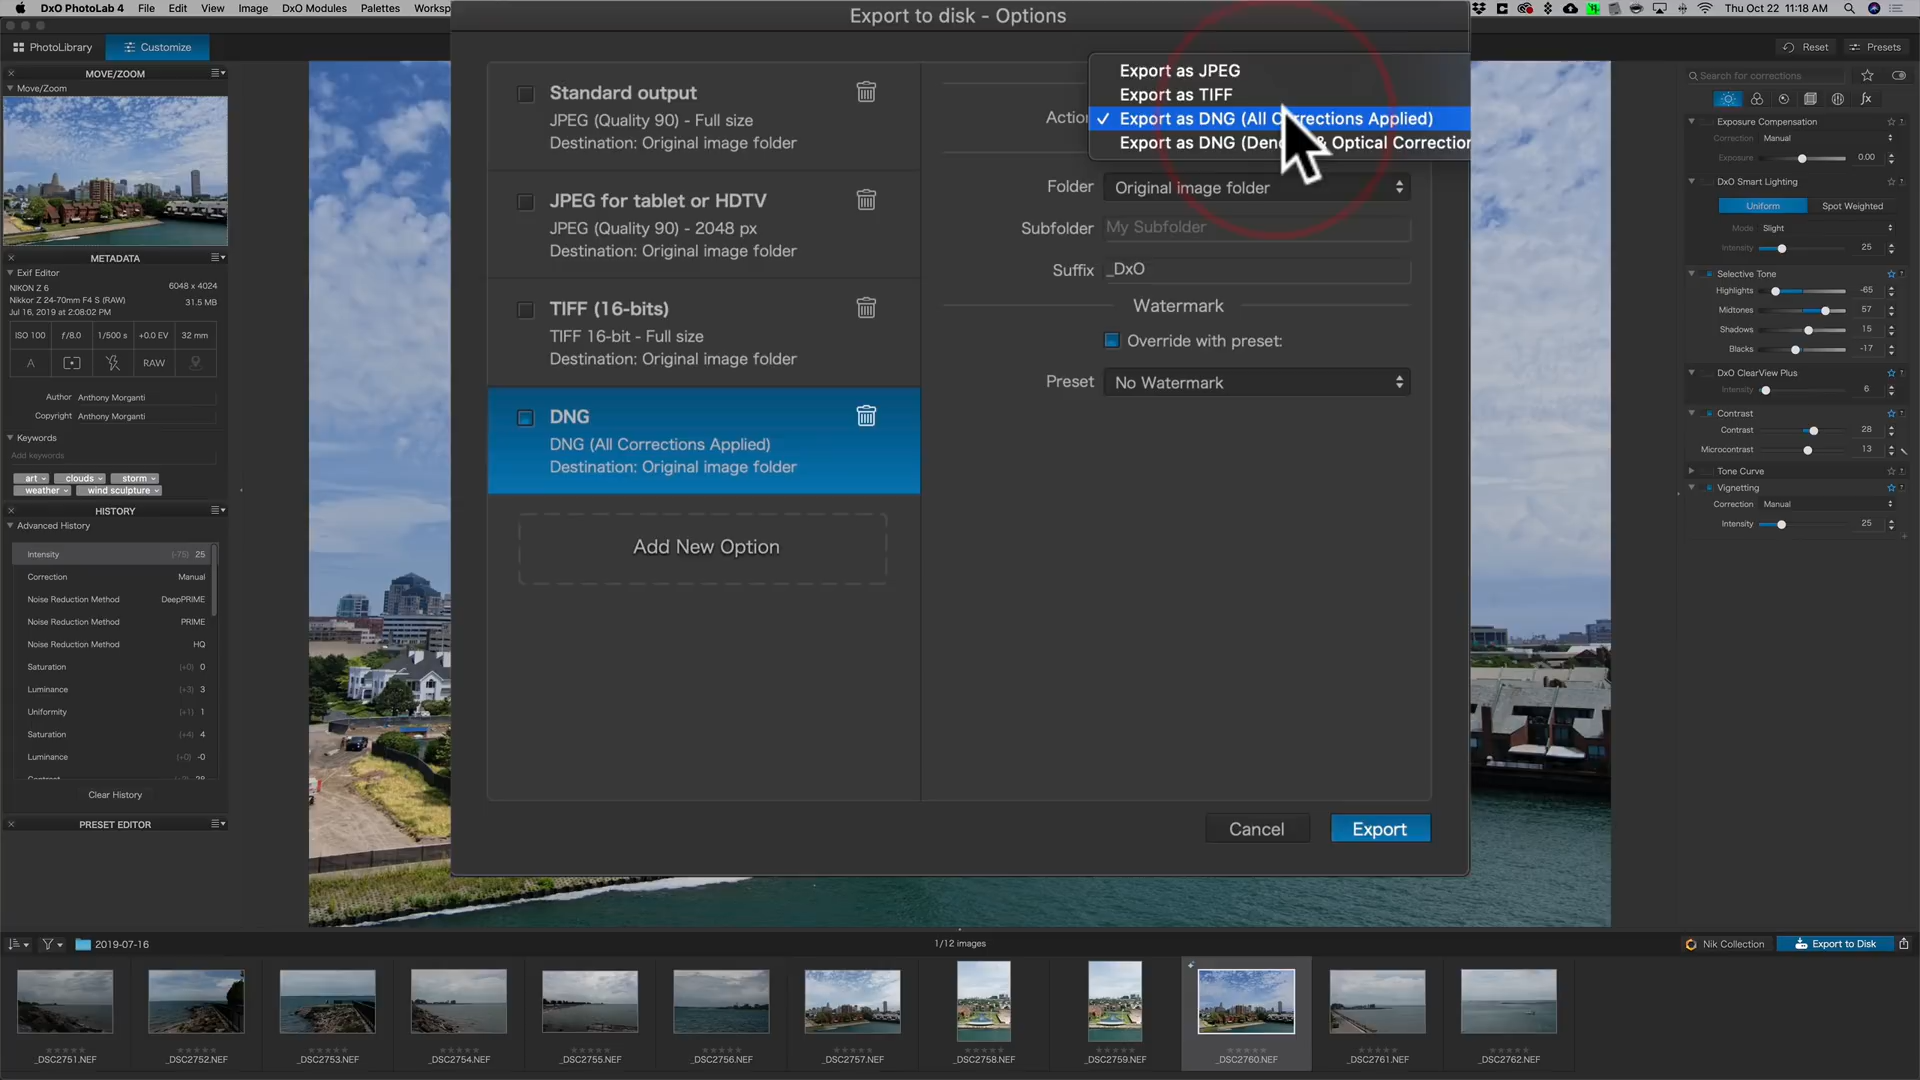 DxO PhotoLab 4 File Edit View Image DxO Modules Palettes Worksp
Thu Oct 22 11:18 AM
Export to disk - Options
PhotoLibrary Customize
Reset Presets
MOVE/ZOOM
Move/Zoom
METADATA
Exif Editor
NIKON Z 6 6048 x 4024
Nikkor Z 24-70mm F4 S (RAW) 31.5 MB
Jul 16, 2019 at 2:08:02 PM
ISO 100 ƒ/8.0 1/500 s +0.0 EV 32 mm
A RAW
Author Anthony Morganti
Copyright Anthony Morganti
Keywords
Add keywords
art clouds storm
weather wind sculpture
HISTORY
Advanced History
Intensity (-75) 25
Correction Manual
Noise Reduction Method DeepPRIME
Noise Reduction Method PRIME
Noise Reduction Method HQ
Saturation (+0) 0
Luminance (+3) 3
Uniformity (+1) 1
Saturation (+4) 4
Luminance (+0) -0
Clear History
PRESET EDITOR
Standard output
JPEG (Quality 90) - Full size
Destination: Original image folder
JPEG for tablet or HDTV
JPEG (Quality 90) - 2048 px
Destination: Original image folder
TIFF (16-bits)
TIFF 16-bit - Full size
Destination: Original image folder
DNG
DNG (All Corrections Applied)
Destination: Original image folder
Add New Option
Export as JPEG
Export as TIFF
Action ✓ Export as DNG (All Corrections Applied)
Export as DNG & Optical Correction
Folder Original image folder
Subfolder My Subfolder
Suffix _DxO
Watermark
Override with preset:
Preset No Watermark
Cancel Export
Search for corrections
Exposure Compensation
Correction Manual
Exposure 0.00
DxO Smart Lighting
Uniform Spot Weighted
Mode Slight
Intensity 25
Selective Tone
Highlights -65
Midtones 57
Shadows 15
Blacks -17
DxO ClearView Plus
Intensity 6
Contrast
Contrast 28
Microcontrast 13
Tone Curve
Vignetting
Correction Manual
Intensity 25
2019-07-16
1/12 images
Nik Collection Export to Disk
_DSC2751.NEF _DSC2752.NEF _DSC2753.NEF _DSC2754.NEF _DSC2755.NEF _DSC2756.NEF _DSC2757.NEF _DSC2758.NEF _DSC2759.NEF _DSC2760.NEF _DSC2761.NEF _DSC2762.NEF